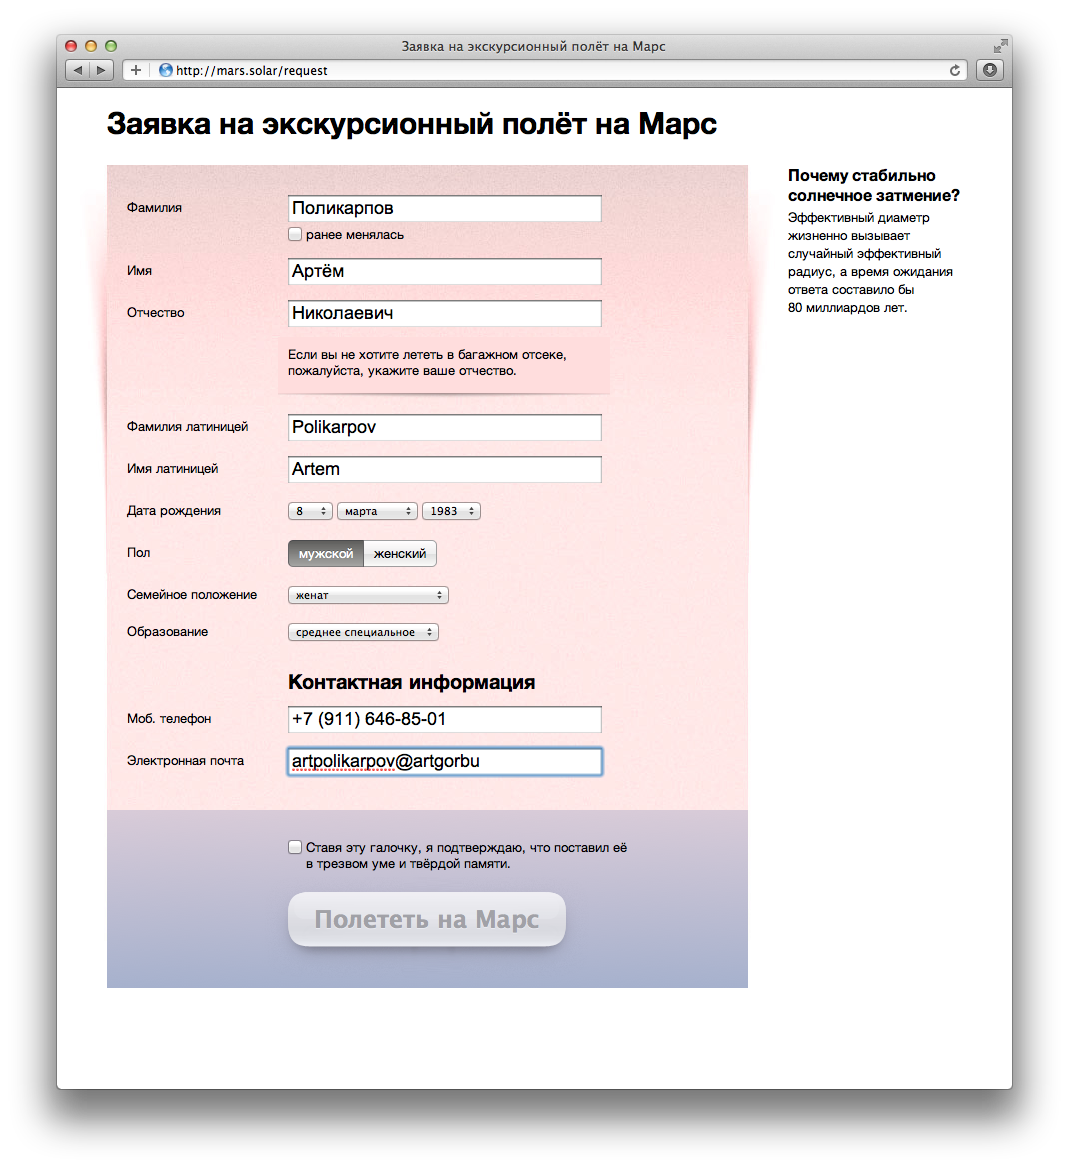 Заявка на экскурсионный полёт на Марс
http://mars.solar/request
Заявка на экскурсионный полёт на Марс
Фамилия
Поликарпов
ранее менялась
Имя
Артём
Отчество
Николаевич
Если вы не хотите лететь в багажном отсеке,
пожалуйста, укажите ваше отчество.
Фамилия латиницей
Polikarpov
Имя латиницей
Artem
Дата рождения
8 марта 1983
Пол
мужской женский
Семейное положение
женат
Образование
среднее специальное
Контактная информация
Моб. телефон
+7 (911) 646-85-01
Электронная почта
artpolikarpov@artgorbu
Ставя эту галочку, я подтверждаю, что поставил её
в трезвом уме и твёрдой памяти.
Полететь на Марс
Почему стабильно
солнечное затмение?
Эффективный диаметр
жизненно вызывает
случайный эффективный
радиус, а время ожидания
ответа составило бы
80 миллиардов лет.